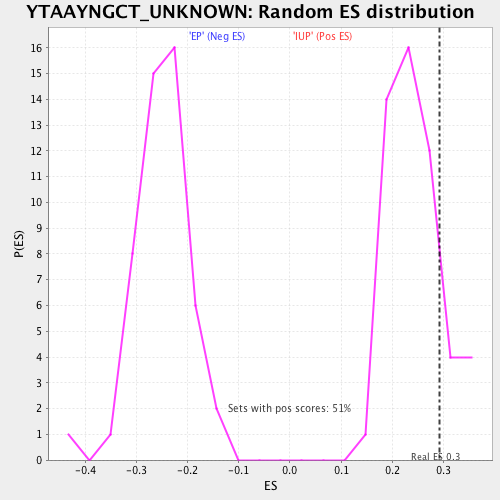 YTAAYNGCT_UNKNOWN: Random ES distribution
'EP' (Neg ES) 'IUP' (Pos ES)
16
15
14
13
12
11
10
9
8
7
6
5
4
3
2
1
0
P(ES)
Sets with pos scores: 51%
Real ES 0.3
-0.4 -0.3 -0.2 -0.1 0.0 0.1 0.2 0.3
ES